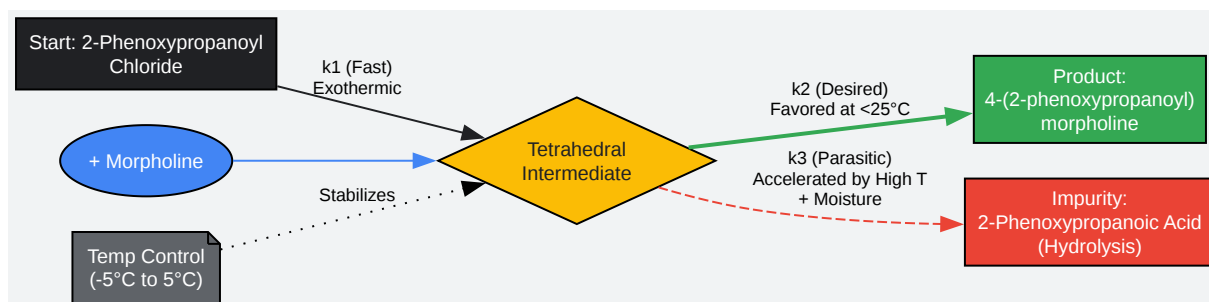 Start: 2-Phenoxypropanoyl
Chloride
k1 (Fast)
Exothermic
+ Morpholine
Stabilizes
Temp Control
(-5°C to 5°C)
Tetrahedral
Intermediate
k2 (Desired)
Favored at <25°C
k3 (Parasitic)
Accelerated by High T
+ Moisture
Product:
4-(2-phenoxypropanoyl)
morpholine
Impurity:
2-Phenoxypropanoic Acid
(Hydrolysis)